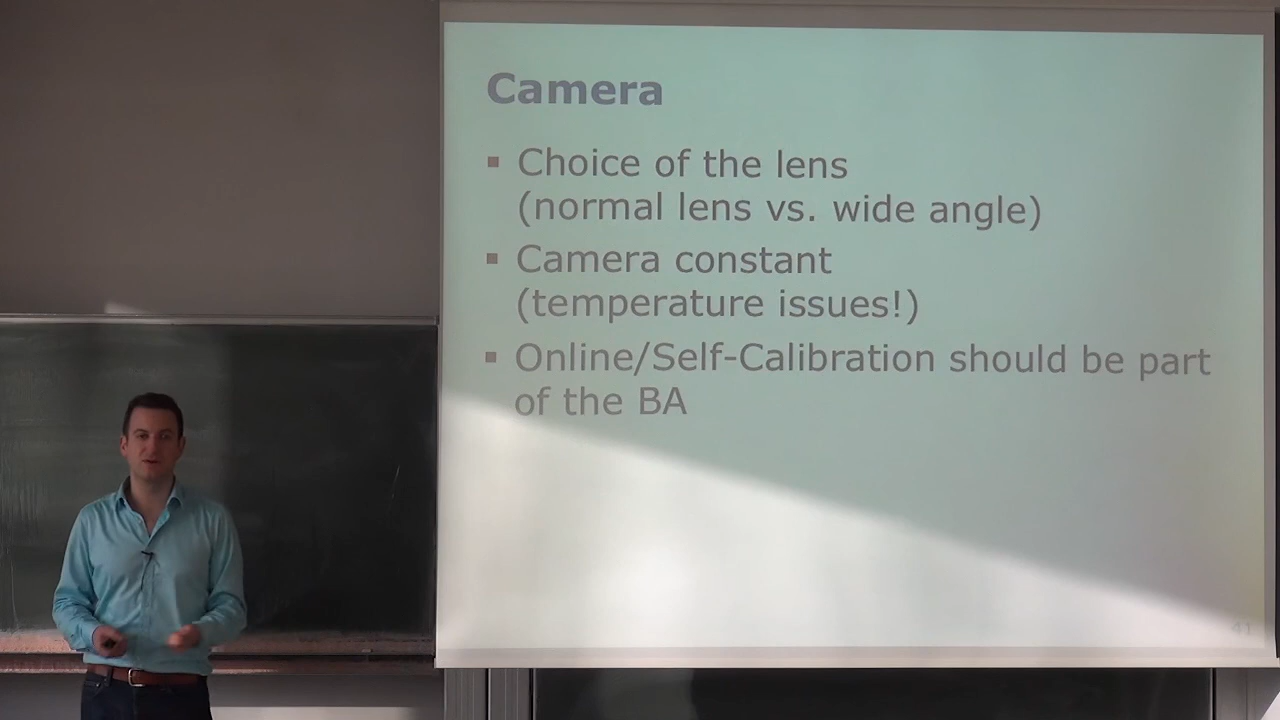 Camera
▪ Choice of the lens
(normal lens vs. wide angle)
▪ Camera constant
(temperature issues!)
▪ Online/Self-Calibration should be part
of the BA
41